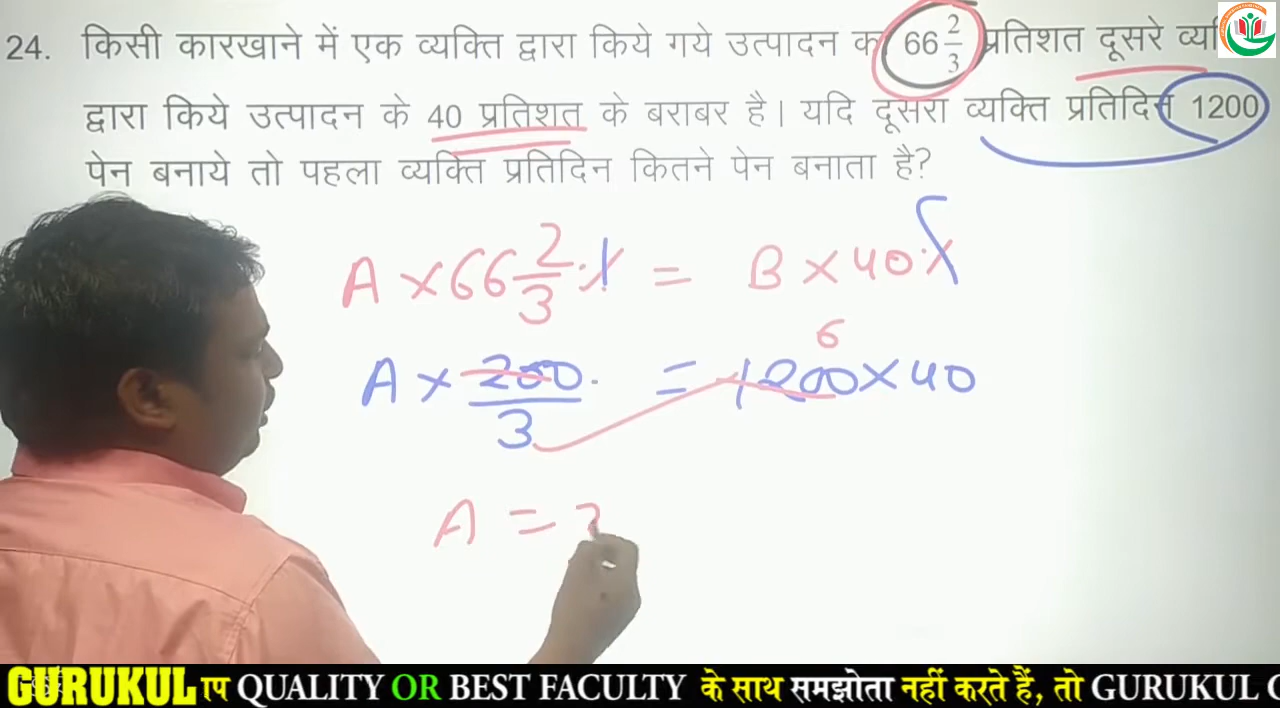 24. किसी कारखाने में एक व्यक्ति द्वारा किये गये उत्पादन का 66 2/3 प्रतिशत दूसरे
द्वारा किये उत्पादन के 40 प्रतिशत के बराबर है। यदि दूसरा व्यक्ति प्रतिदिन 1200
पेन बनाये तो पहला व्यक्ति प्रतिदिन कितने पेन बनाता है?
A × 66 2/3 % = B × 40 %
6
A × 200/3 = 1200 × 40
A =
GURUKUL QUALITY OR BEST FACULTY के साथ समझोता नहीं करते हैं, तो GURUKUL